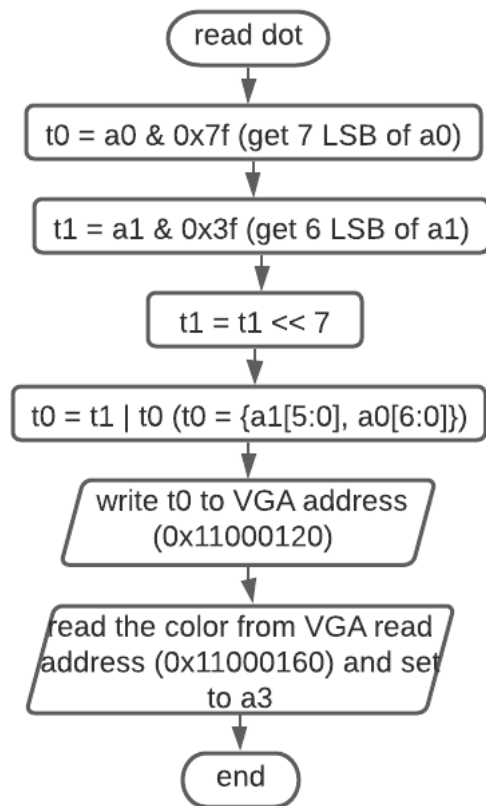 read dot
t0 = a0 & 0x7f (get 7 LSB of a0)
t1 = a1 & 0x3f (get 6 LSB of a1)
t1 = t1 << 7
t0 = t1 | t0 (t0 = {a1[5:0], a0[6:0]})
write t0 to VGA address
(0x11000120)
read the color from VGA read
address (0x11000160) and set
to a3
end